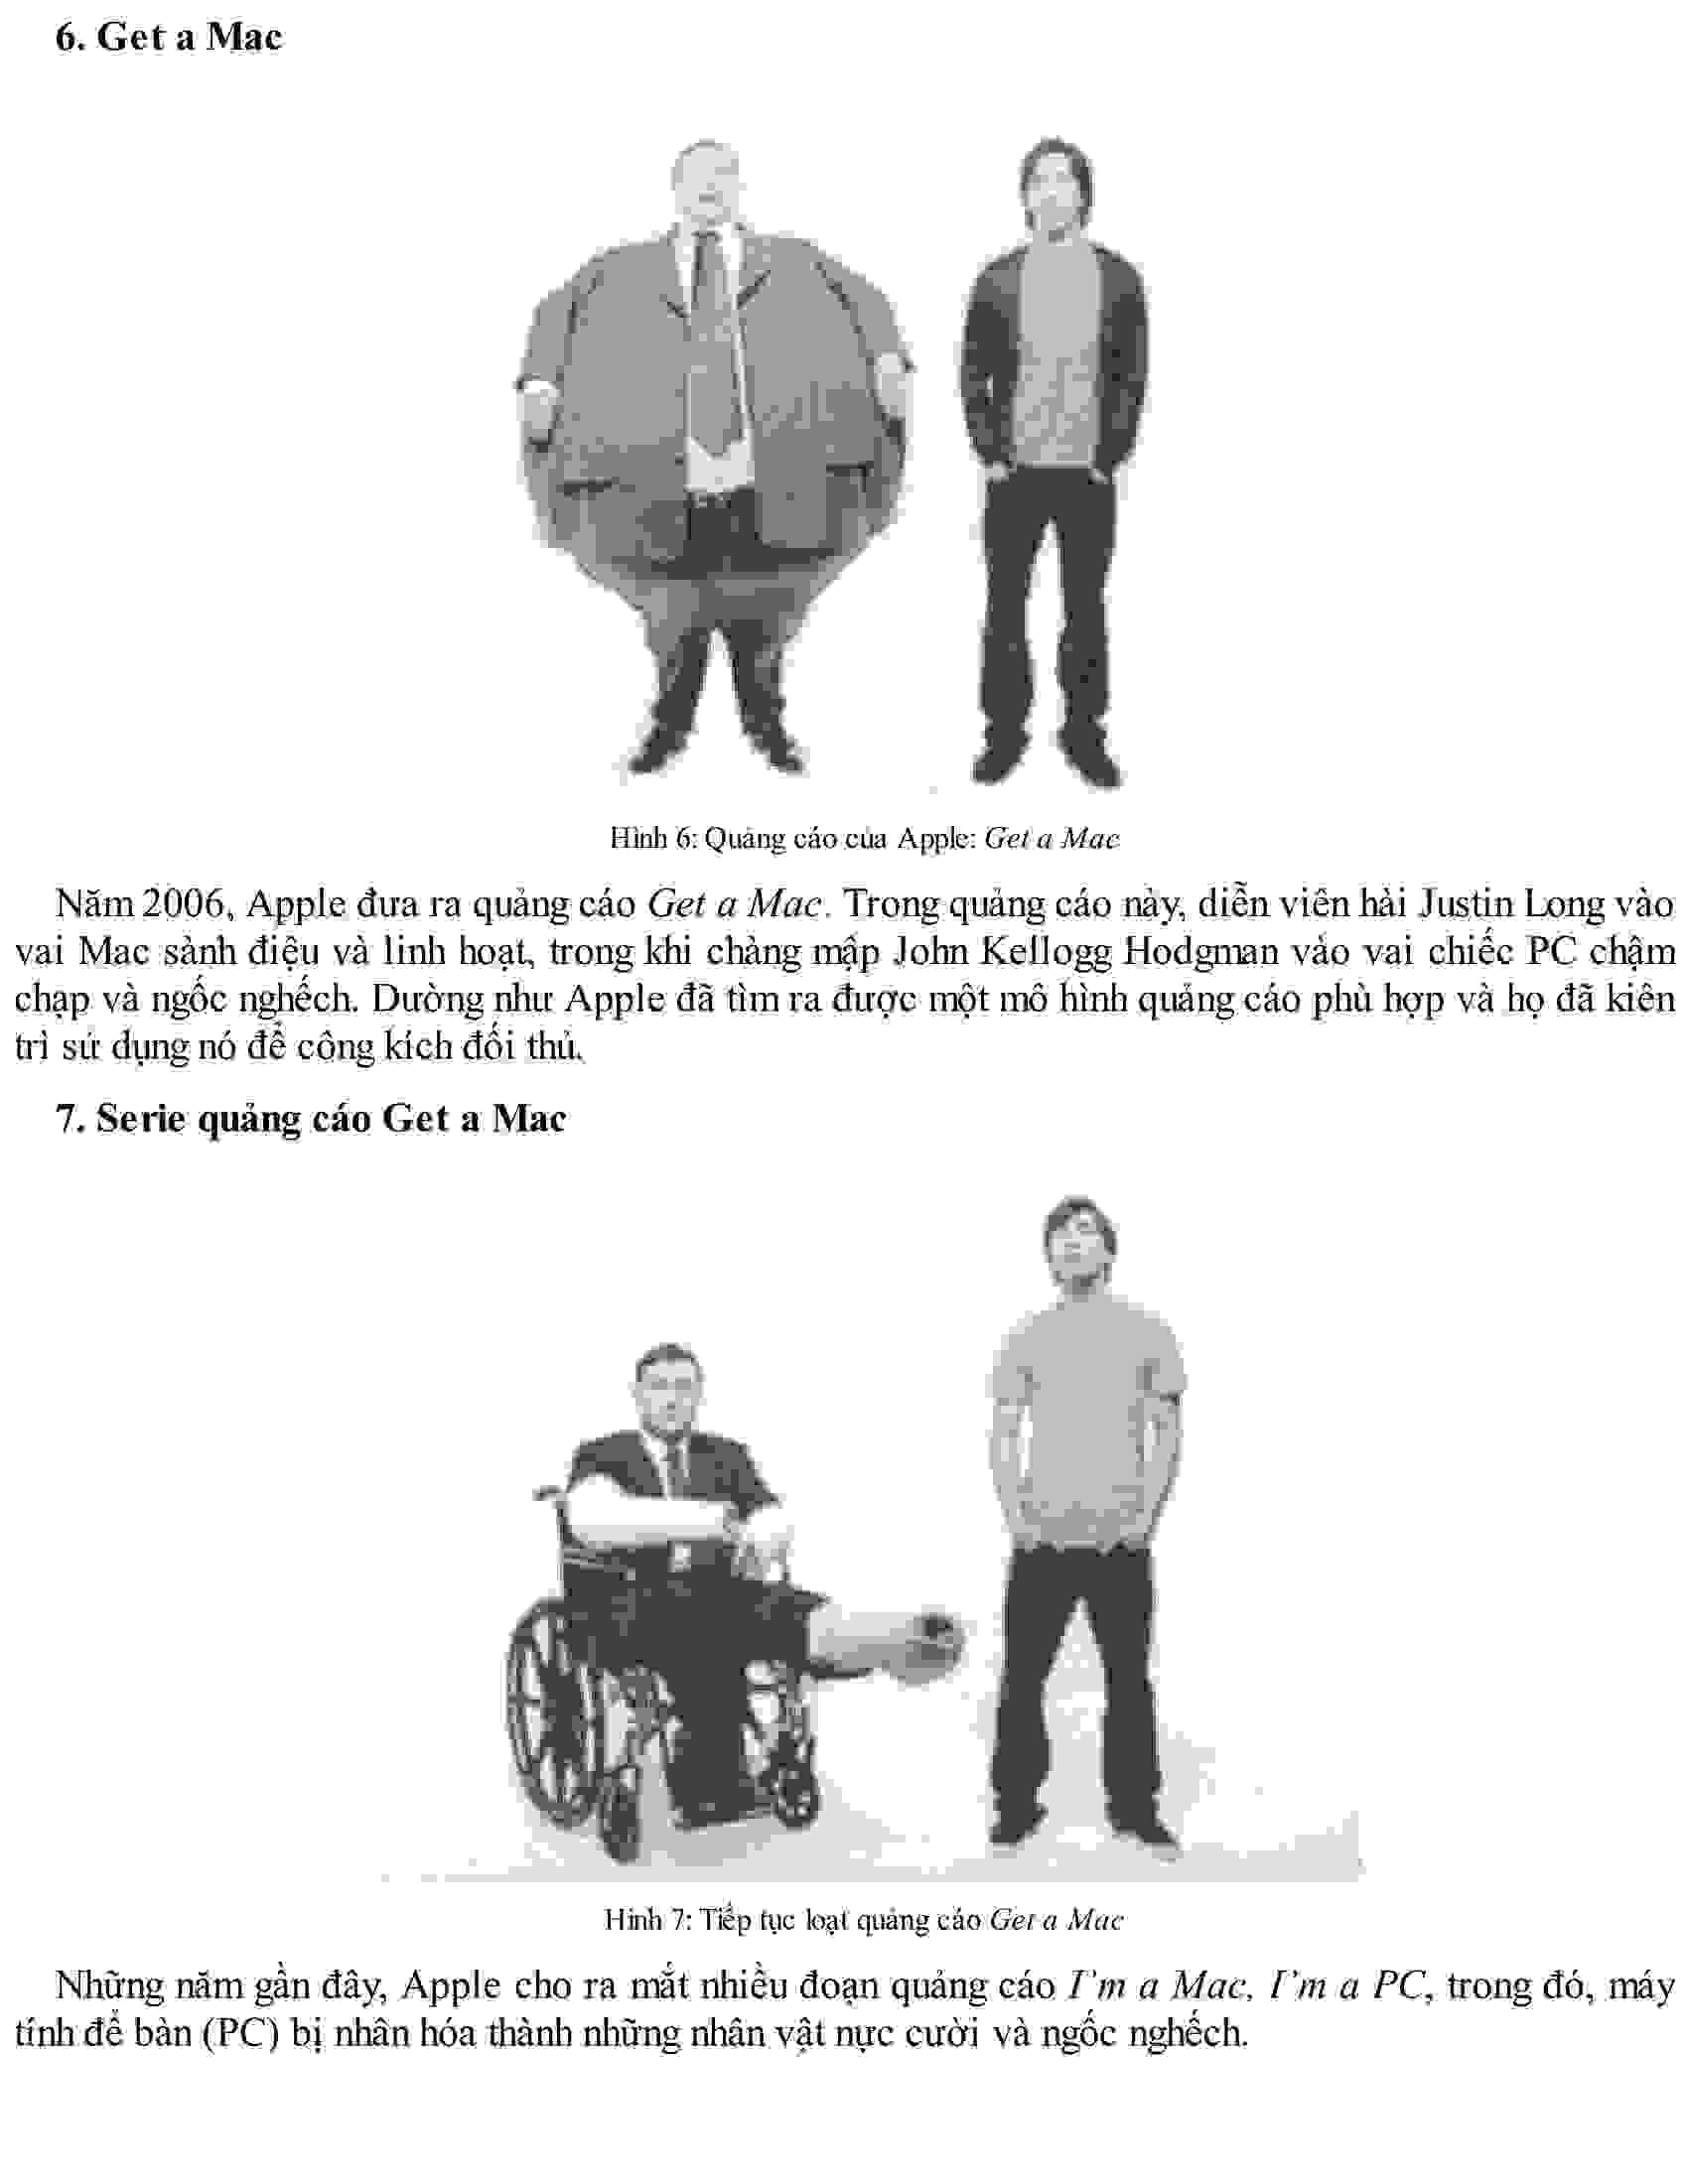 6. Get a Mac
Hình 6: Quảng cáo của Apple: Get a Mac
Năm 2006, Apple đưa ra quảng cáo Get a Mac. Trong quảng cáo này, diễn viên hài Justin Long vào
vai Mac sành điệu và linh hoạt, trong khi chàng mập John Kellogg Hodgman vào vai chiếc PC chậm
chạp và ngốc nghếch. Dường như Apple đã tìm ra được một mô hình quảng cáo phù hợp và họ đã kiên
trì sử dụng nó để công kích đối thủ.
7. Serie quảng cáo Get a Mac
Hình 7: Tiếp tục loạt quảng cáo Get a Mac
Những năm gần đây, Apple cho ra mắt nhiều đoạn quảng cáo I'm a Mac, I'm a PC, trong đó, máy
tính để bàn (PC) bị nhân hóa thành những nhân vật nực cười và ngốc nghếch.